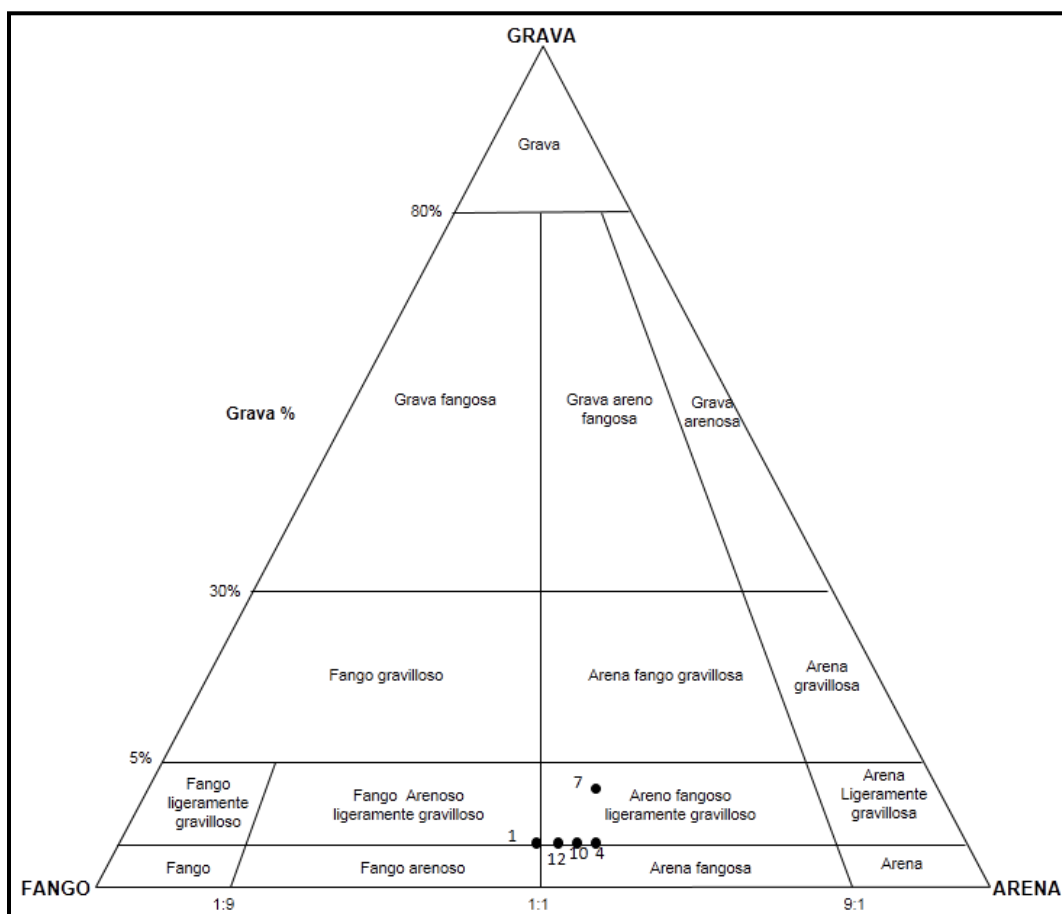 GRAVA
Grava
80%
Grava %
Grava fangosa
Grava areno
fangosa
Grava
arenosa
30%
Fango gravilloso
Arena fango gravillosa
Arena
gravillosa
5%
Fango
ligeramente
gravilloso
Fango Arenoso
ligeramente gravilloso
7
Areno fangoso
ligeramente gravilloso
Arena
Ligeramente
gravillosa
1
12
10
4
Fango
Fango arenoso
Arena fangosa
Arena
FANGO
ARENA
1:9
1:1
9:1